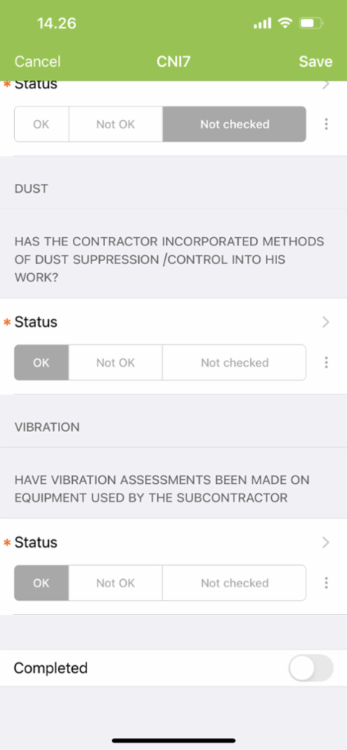 14.26
Cancel CNI7 Save
* Status
OK Not OK Not checked
DUST
HAS THE CONTRACTOR INCORPORATED METHODS
OF DUST SUPPRESSION /CONTROL INTO HIS
WORK?
* Status
OK Not OK Not checked
VIBRATION
HAVE VIBRATION ASSESSMENTS BEEN MADE ON
EQUIPMENT USED BY THE SUBCONTRACTOR
* Status
OK Not OK Not checked
Completed